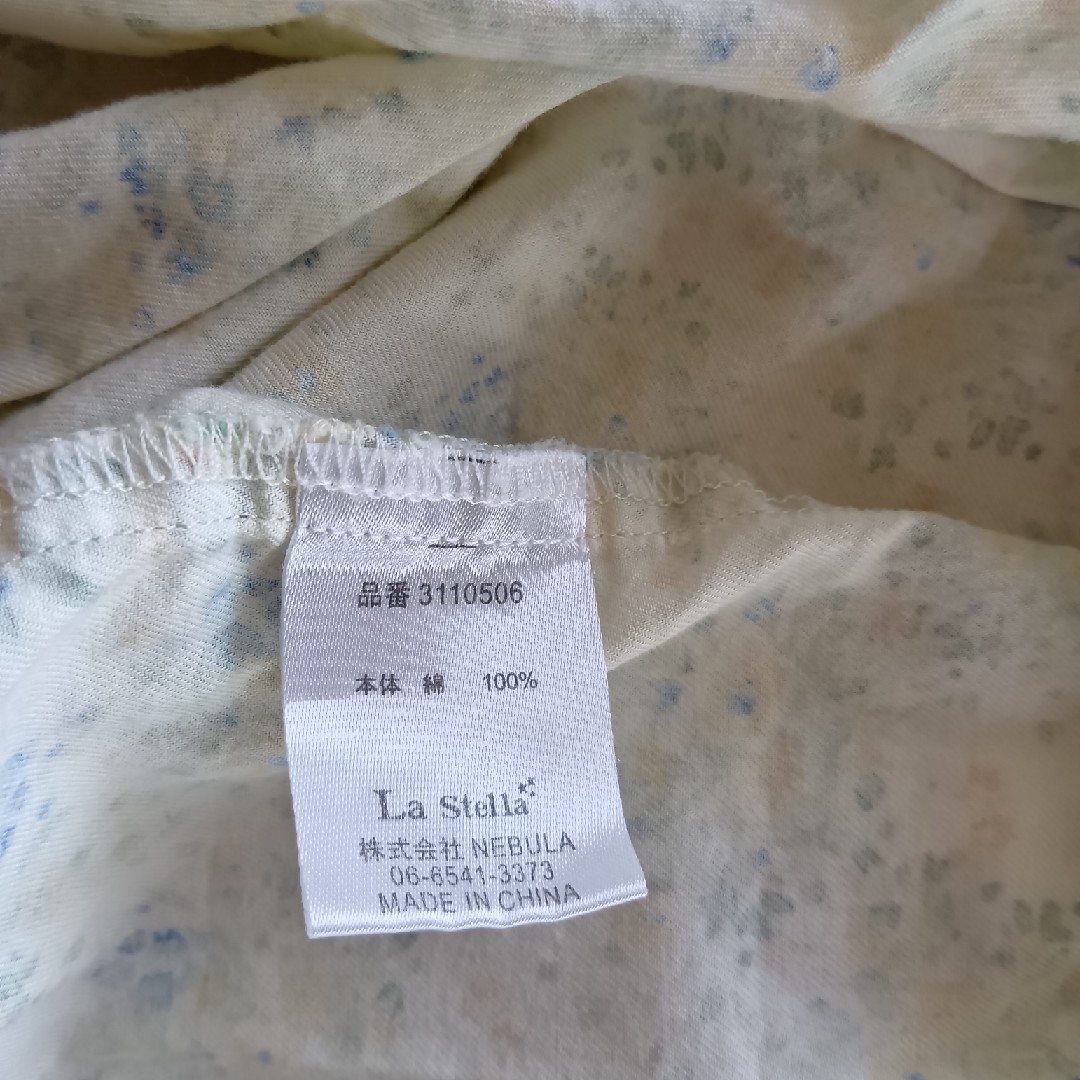 品番 3110506
本体 綿 100%
La Stella
株式会社 NEBULA
06-6541-3373
MADE IN CHINA